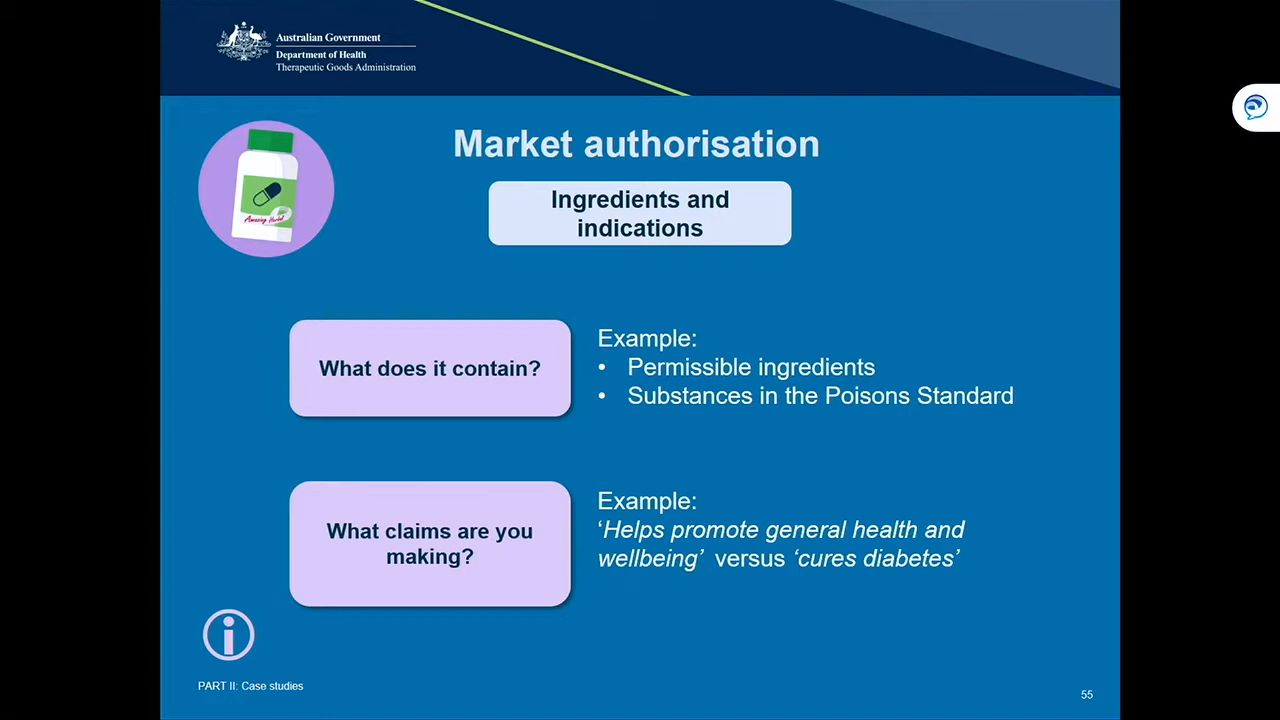 Australian Government
Department of Health
Therapeutic Goods Administration
Market authorisation
Ingredients and
indications
Amazing Herbal
What does it contain?
Example:
• Permissible ingredients
• Substances in the Poisons Standard
What claims are you
making?
Example:
‘Helps promote general health and
wellbeing’ versus ‘cures diabetes’
PART II: Case studies
55